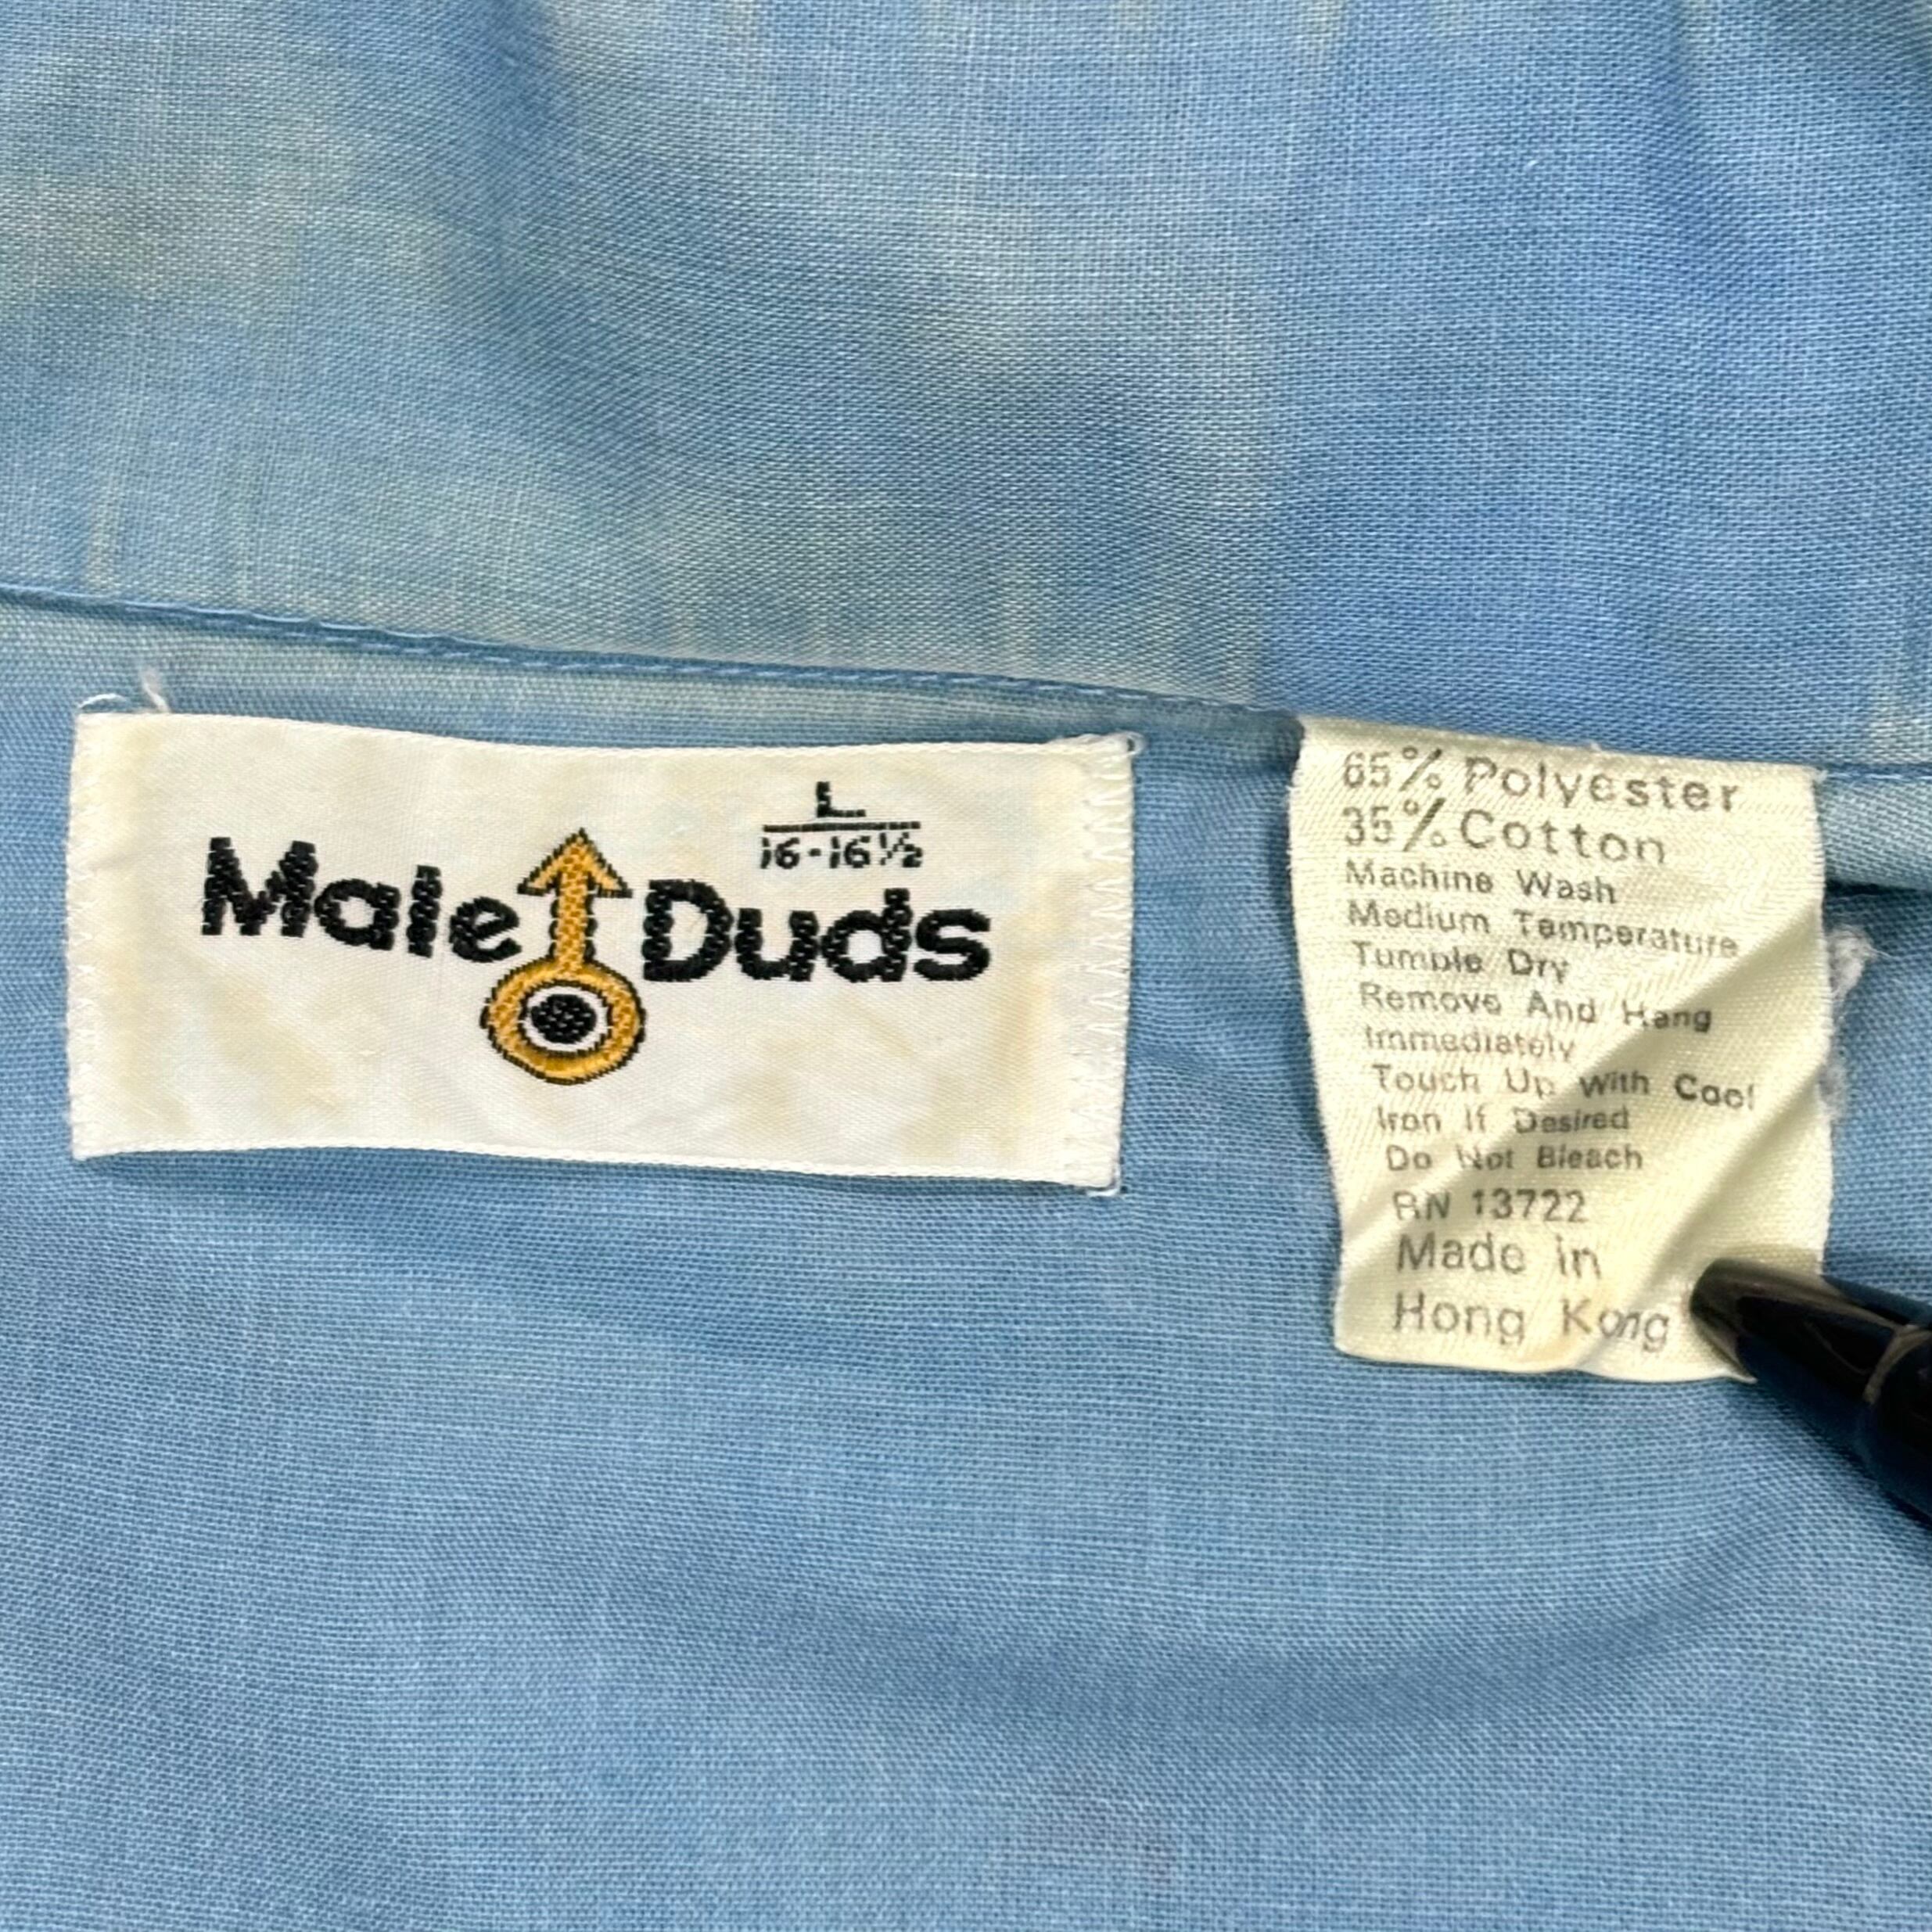 L
16-16½
Male Duds
65% Polyester
35% Cotton
Machine Wash
Medium Temperature
Tumble Dry
Remove And Hang
Immediately
Touch Up With Cool
Iron If Desired
Do Not Bleach
RN 13722
Made in
Hong Kong